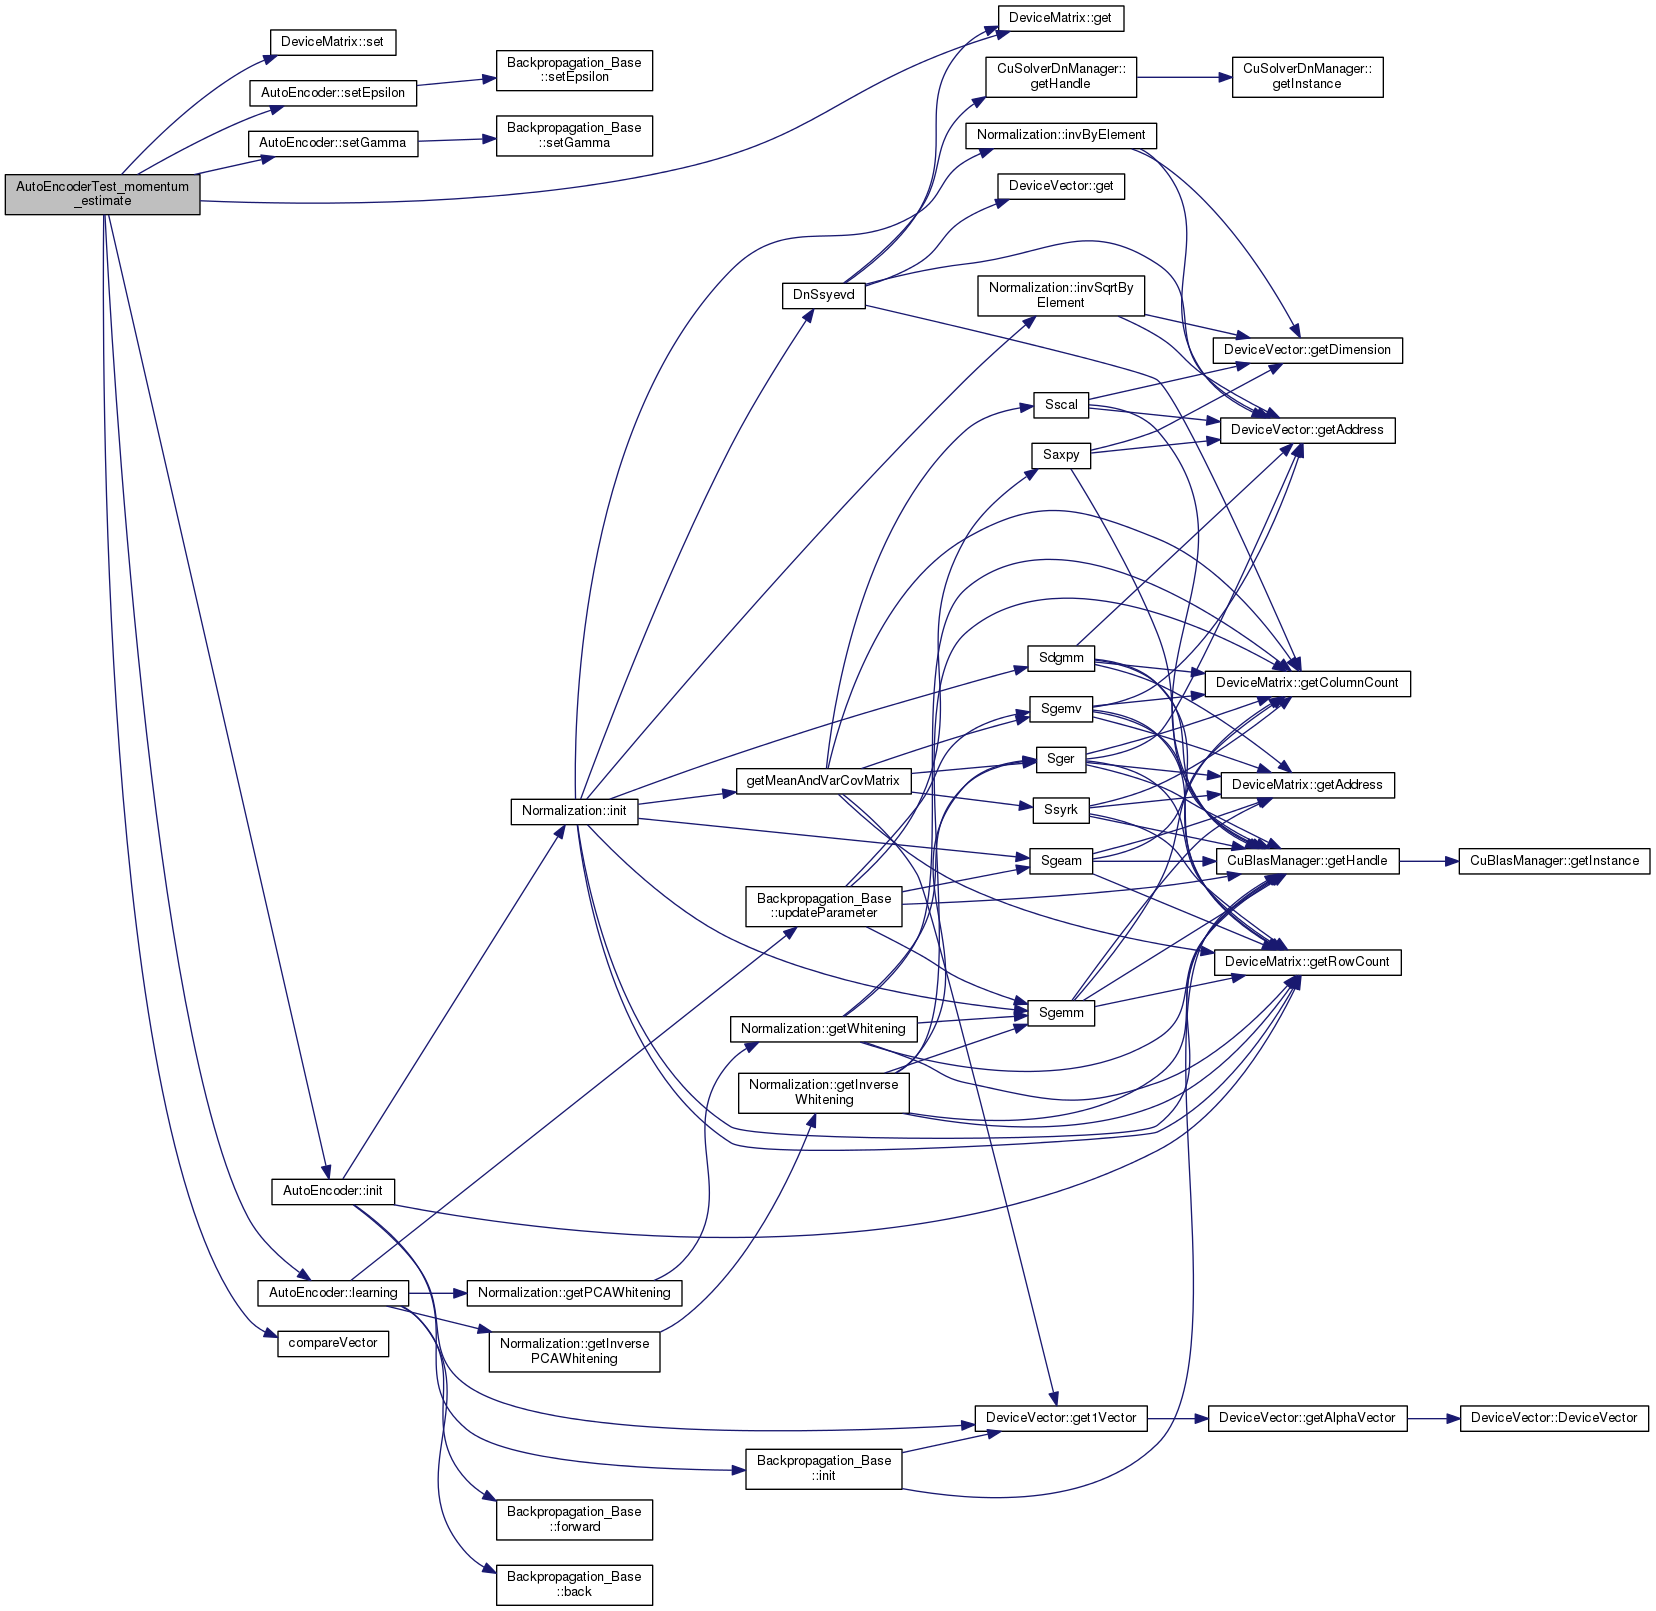 AutoEncoderTest_momentum
_estimate
DeviceMatrix::set
AutoEncoder::setEpsilon
AutoEncoder::setGamma
AutoEncoder::init
AutoEncoder::learning
compareVector
Backpropagation_Base
::setEpsilon
Backpropagation_Base
::setGamma
Normalization::init
Normalization::getPCAWhitening
Normalization::getInverse
PCAWhitening
Backpropagation_Base
::forward
Backpropagation_Base
::back
DnSsyevd
getMeanAndVarCovMatrix
Backpropagation_Base
::updateParameter
Normalization::getWhitening
Normalization::getInverse
Whitening
Backpropagation_Base
::init
DeviceMatrix::get
CuSolverDnManager::
getHandle
Normalization::invByElement
DeviceVector::get
Normalization::invSqrtBy
Element
Sscal
Saxpy
Sdgmm
Sgemv
Sger
Ssyrk
Sgeam
Sgemm
DeviceVector::get1Vector
CuSolverDnManager::
getInstance
DeviceVector::getDimension
DeviceVector::getAddress
DeviceMatrix::getColumnCount
DeviceMatrix::getAddress
CuBlasManager::getHandle
DeviceMatrix::getRowCount
DeviceVector::getAlphaVector
CuBlasManager::getInstance
DeviceVector::DeviceVector